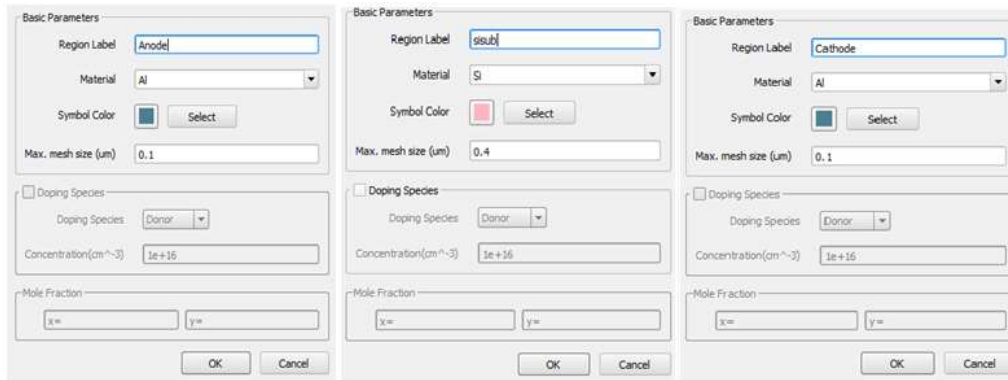 Basic Parameters
Region Label Anode
Material Al
Symbol Color Select
Max. mesh size (um) 0.1
Doping Species
Doping Species Donor
Concentration(cm^-3) 1e+16
Mole Fraction
x= y=
OK Cancel
Basic Parameters
Region Label sisub
Material Si
Symbol Color Select
Max. mesh size (um) 0.4
Doping Species
Doping Species Donor
Concentration(cm^-3) 1e+16
Mole Fraction
x= y=
OK Cancel
Basic Parameters
Region Label Cathode
Material Al
Symbol Color Select
Max. mesh size (um) 0.1
Doping Species
Doping Species Donor
Concentration(cm^-3) 1e+16
Mole Fraction
x= y=
OK Cancel